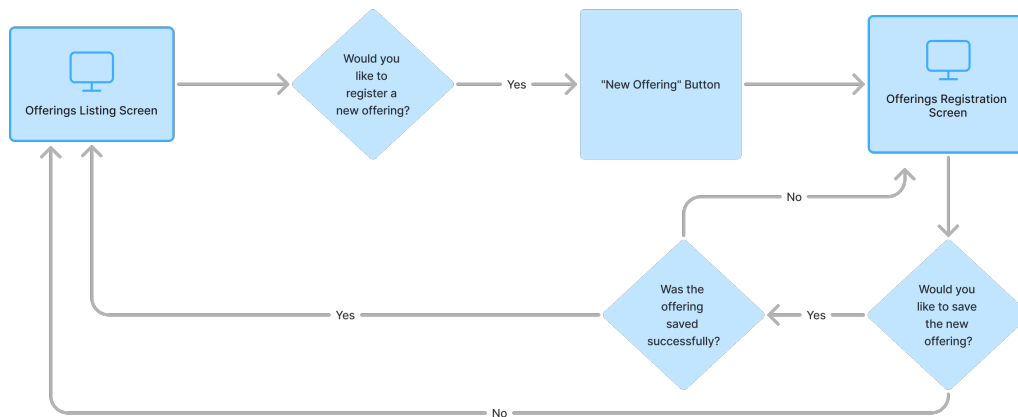 Offerings Listing Screen
Would you
like to
register a
new offering?
Yes
"New Offering" Button
Offerings Registration
Screen
No
Was the
offering
saved
successfully?
Yes
Would you
like to save
the new
offering?
Yes
No